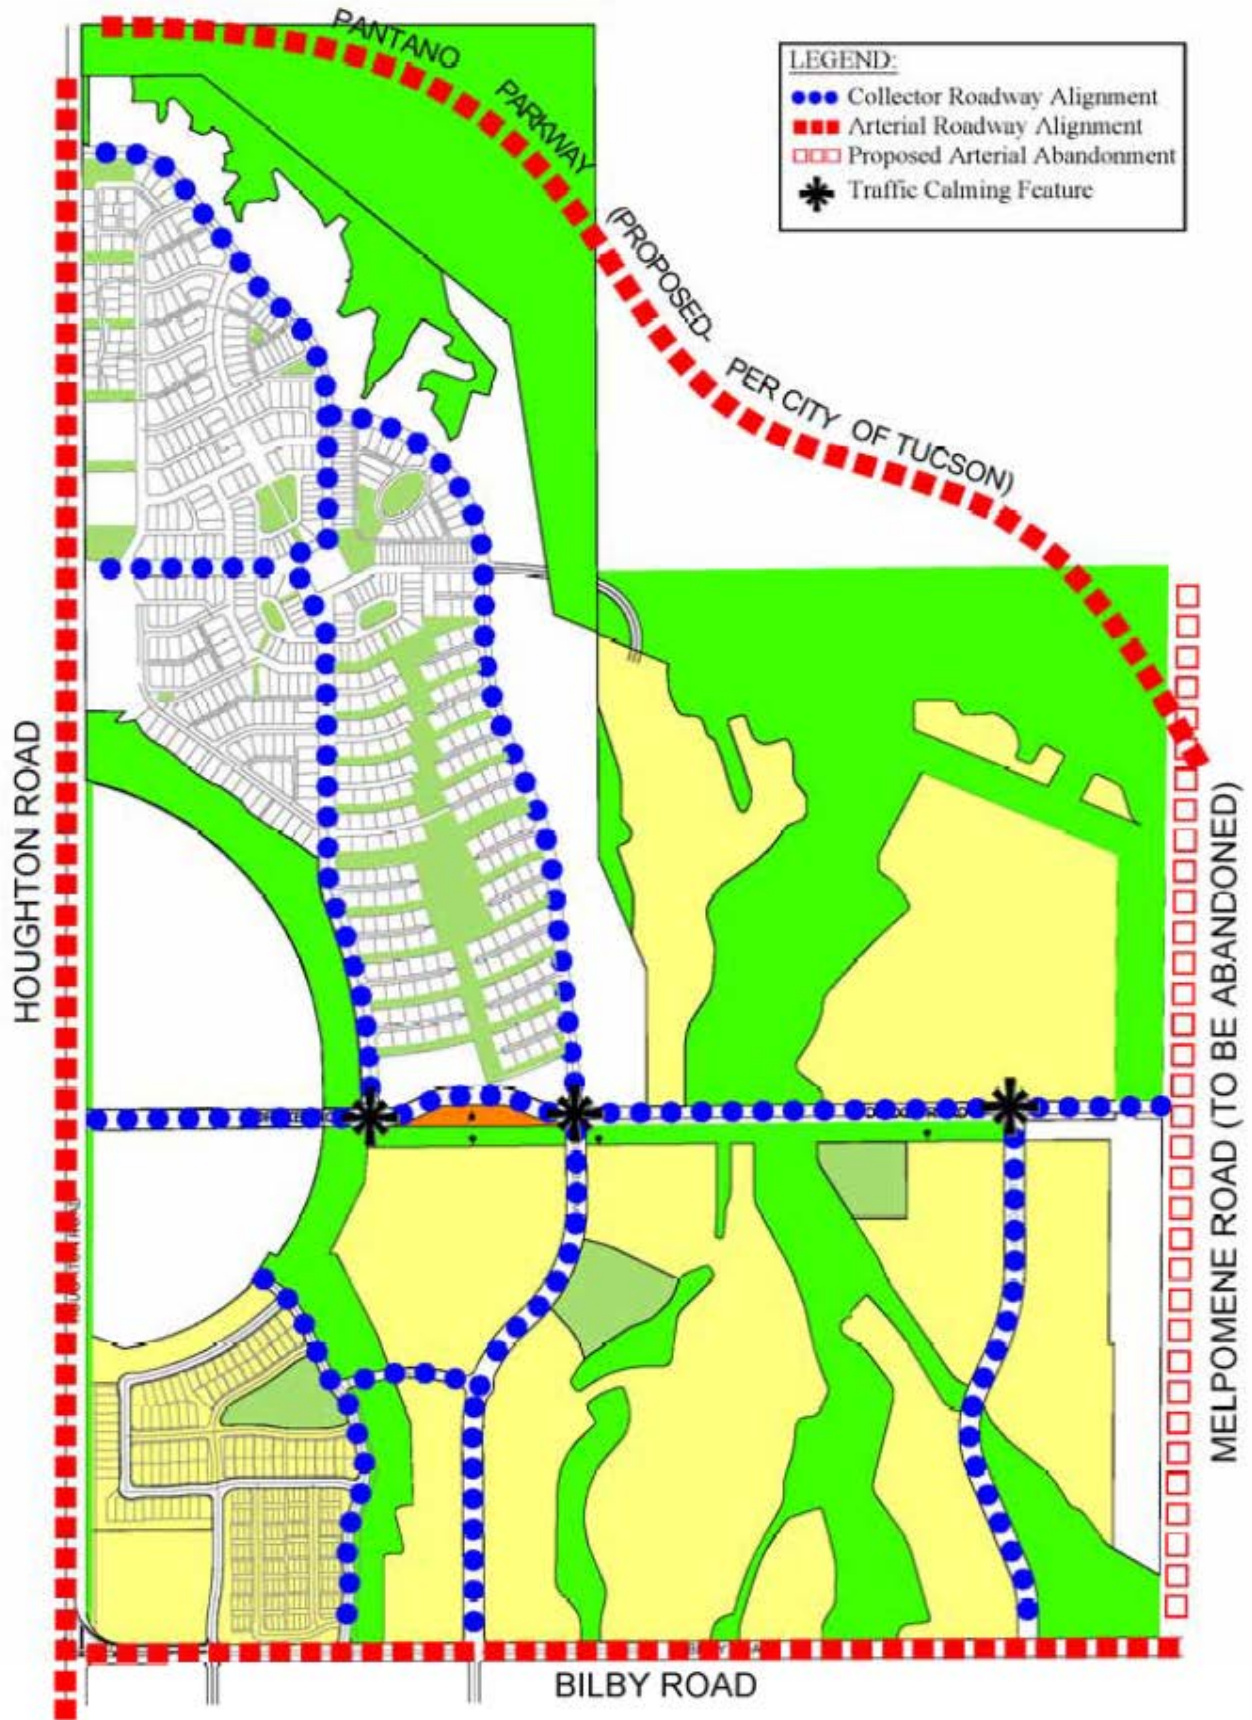 PANTANO
PARKWAY
(PROPOSED-
PER CITY OF TUCSON)
LEGEND:
Collector Roadway Alignment
Arterial Roadway Alignment
Proposed Arterial Abandonment
Traffic Calming Feature
HOUGHTON ROAD
MELPOMENE ROAD (TO BE ABANDONED)
BILBY ROAD